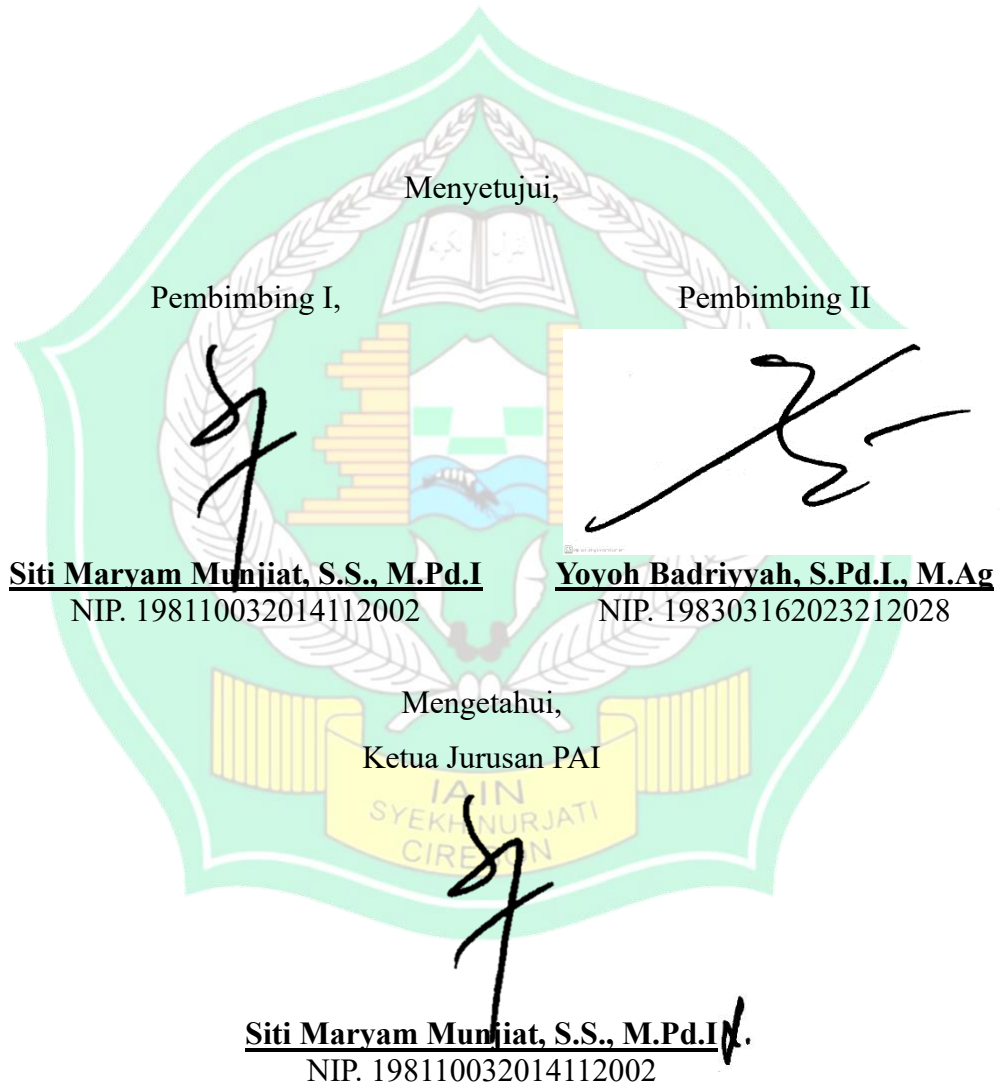 Menyetujui,
Pembimbing I,
Pembimbing II
Siti Maryam Munjiat, S.S., M.Pd.I
NIP. 198110032014112002
Yoyoh Badriyyah, S.Pd.I., M.Ag
NIP. 198303162023212028
Mengetahui,
Ketua Jurusan PAI
IAIN
SYEKH NURJATI
CIREBON
Siti Maryam Munjiat, S.S., M.Pd.I
NIP. 198110032014112002